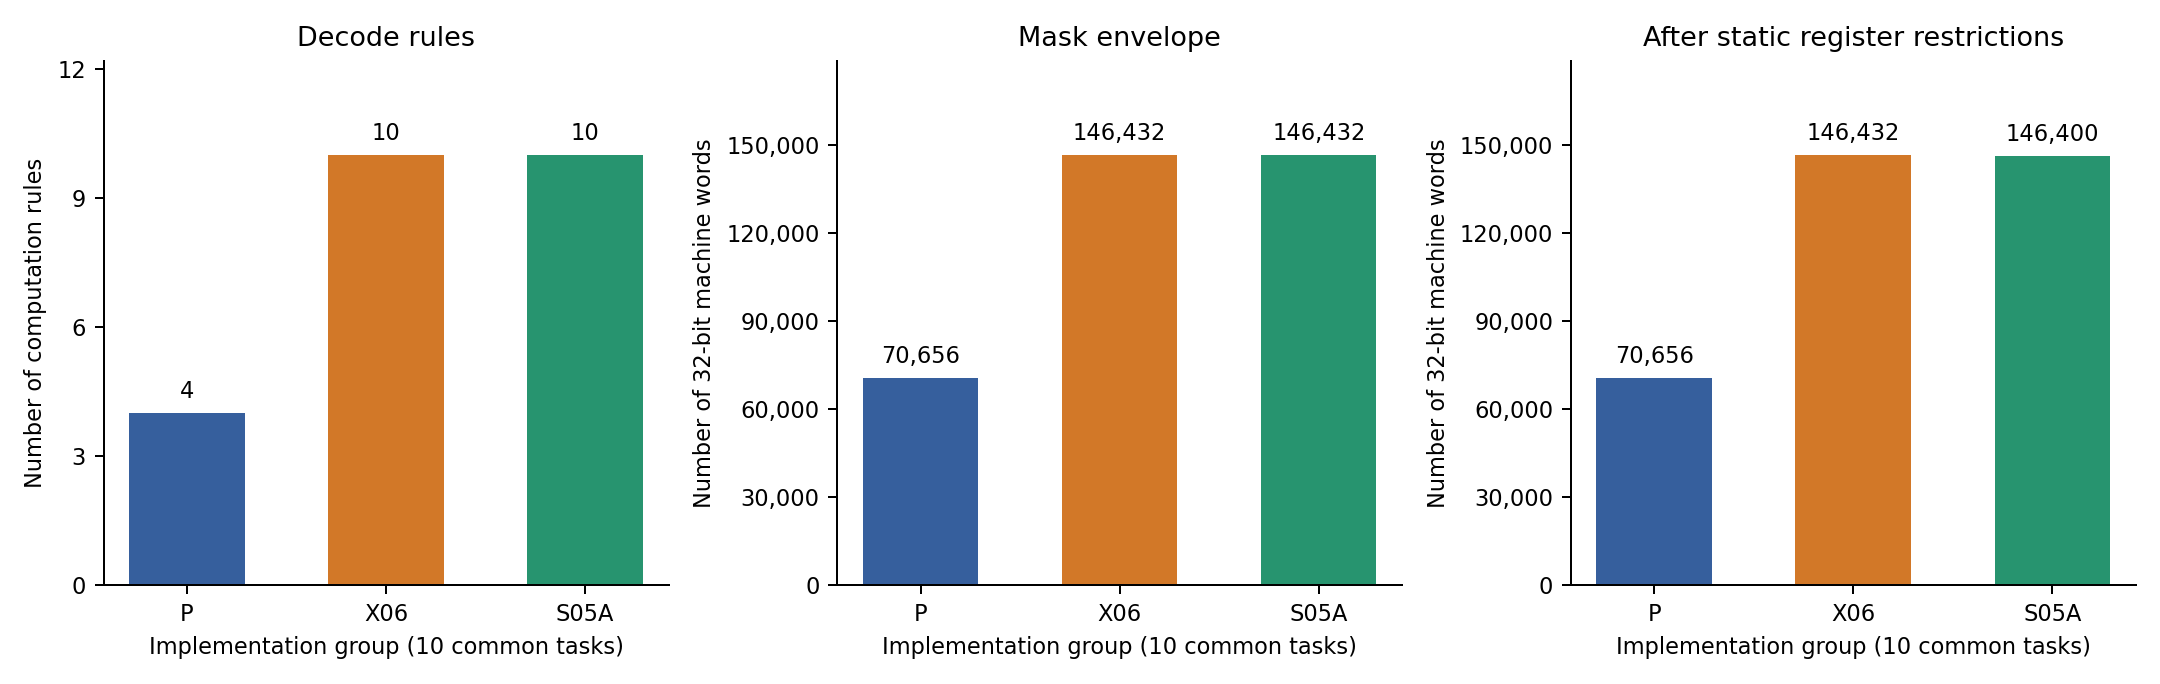 Decode rules
Number of computation rules
12
9
6
3
0
4
10
10
P
X06
S05A
Implementation group (10 common tasks)
Mask envelope
Number of 32-bit machine words
150,000
120,000
90,000
60,000
30,000
0
70,656
146,432
146,432
P
X06
S05A
Implementation group (10 common tasks)
After static register restrictions
Number of 32-bit machine words
150,000
120,000
90,000
60,000
30,000
0
70,656
146,432
146,400
P
X06
S05A
Implementation group (10 common tasks)